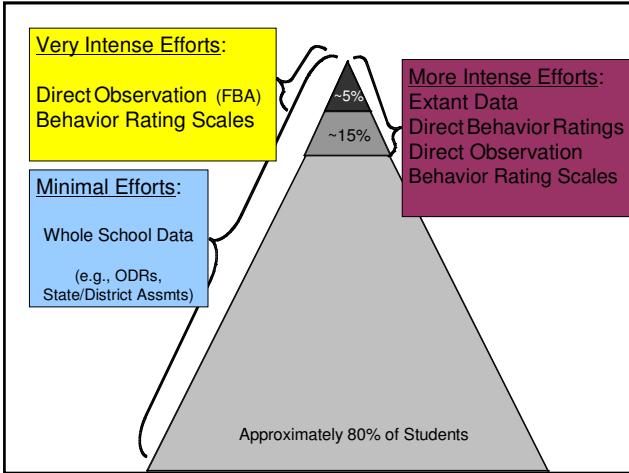 Very Intense Efforts:
Direct Observation (FBA)
Behavior Rating Scales
~5%
More Intense Efforts:
Extant Data
Direct Behavior Ratings
Direct Observation
Behavior Rating Scales
~15%
Minimal Efforts:
Whole School Data
(e.g., ODRs,
State/District Assmts)
Approximately 80% of Students